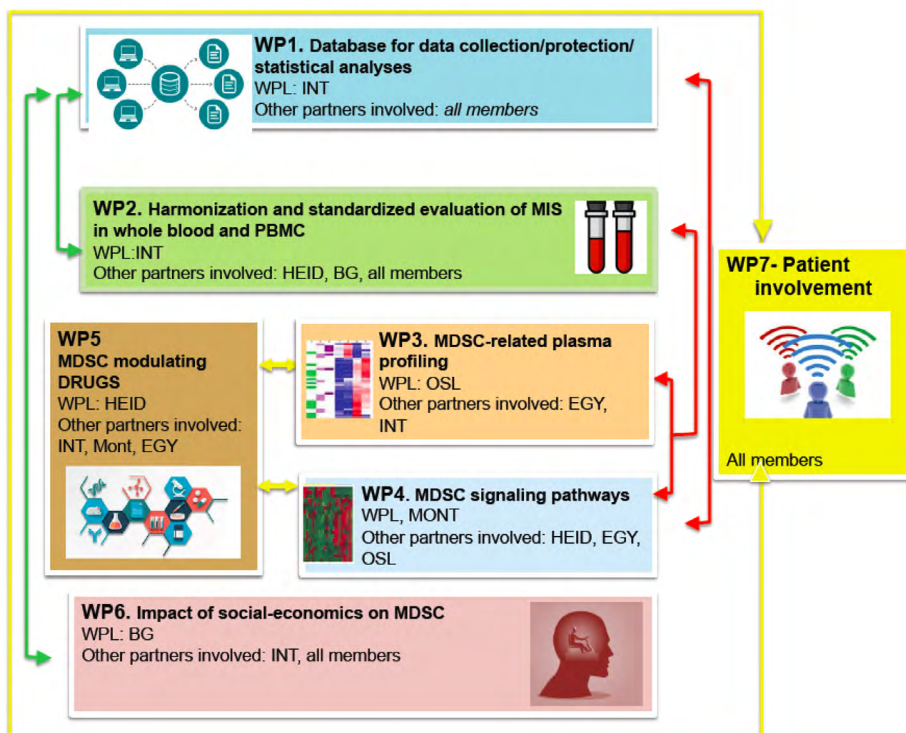 WP1. Database for data collection/protection/
statistical analyses
WPL: INT
Other partners involved: all members
WP2. Harmonization and standardized evaluation of MIS
in whole blood and PBMC
WPL:INT
Other partners involved: HEID, BG, all members
WP5
MDSC modulating
DRUGS
WPL: HEID
Other partners involved:
INT, Mont, EGY
WP3. MDSC-related plasma
profiling
WPL: OSL
Other partners involved: EGY,
INT
WP4. MDSC signaling pathways
WPL, MONT
Other partners involved: HEID, EGY,
OSL
WP6. Impact of social-economics on MDSC
WPL: BG
Other partners involved: INT, all members
WP7- Patient
involvement
All members